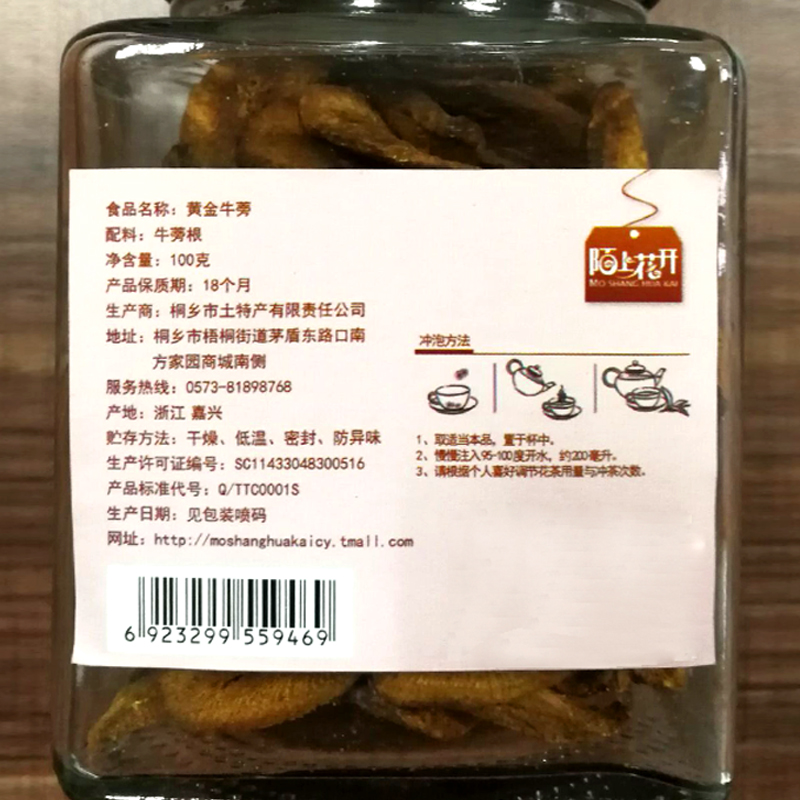 食品名称：黄金牛蒡
配料：牛蒡根
净含量：100克
产品保质期：18个月
生产商：桐乡市土特产有限责任公司
地址：桐乡市梧桐街道茅盾东路口南
方家园商城南侧
服务热线：0573-81898768
产地：浙江 嘉兴
贮存方法：干燥、低温、密封、防异味
生产许可证编号：SC11433048300516
产品标准代号：Q/TTC0001S
生产日期：见包装喷码
网址：http://moshanghuakaicy.tmall.com
6 923299 559469
陌上花开
MO SHANG HUA KAI
冲泡方法
1、取适当本品，置于杯中。
2、慢慢注入95-100度开水，约200毫升。
3、请根据个人喜好调节花茶用量与冲茶次数。